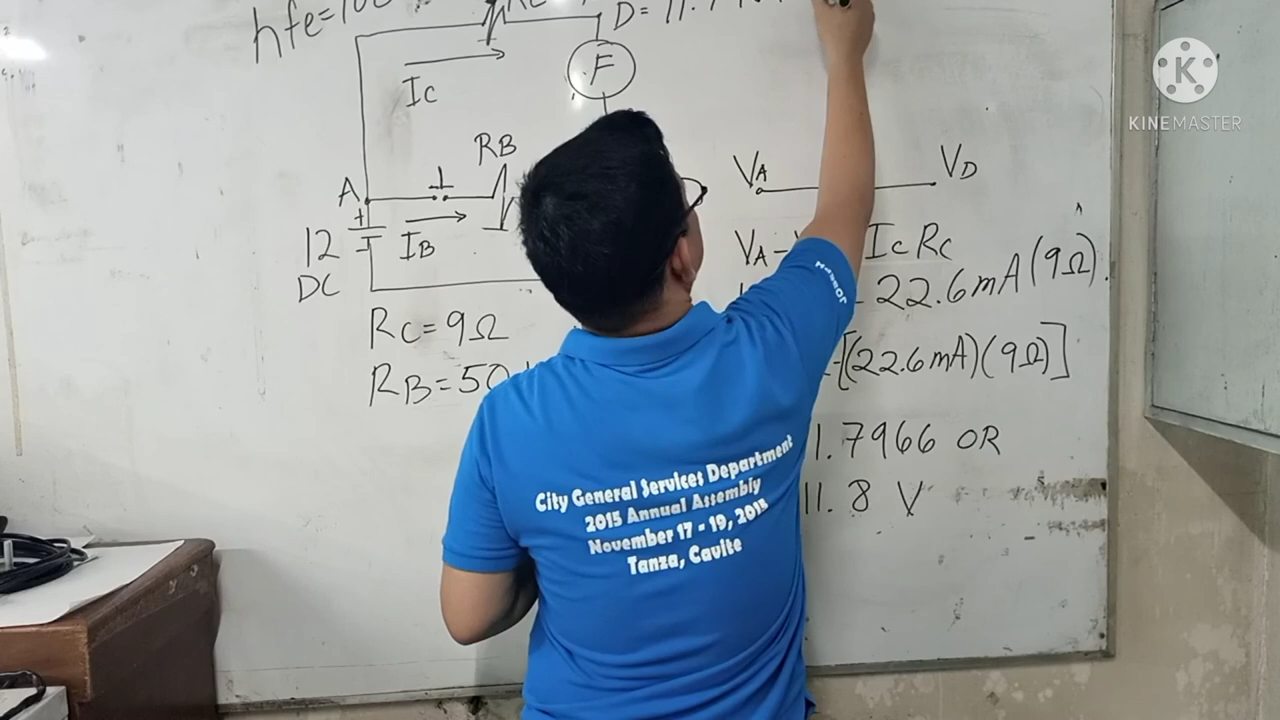 hfe=
D= 11.
F
Ic
RB
A
VA VD
+
IB
12
DC
VA- IcRc
-22.6mA(9Ω).
Rc=9Ω
-[(22.6mA)(9Ω)]
RB=50
1.7966 OR
11.8 V
JOSEPH
City General Services Department
2015 Annual Assembly
November 17 - 19, 2015
Tanza, Cavite
K
KINEMASTER